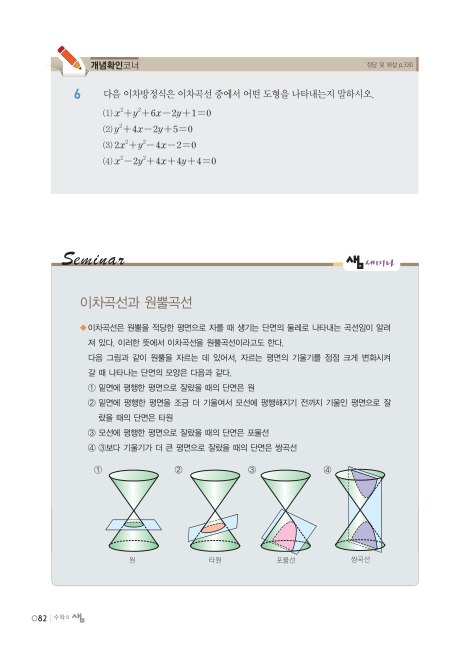 개념확인코너
정답 및 해설 p.330
6 다음 이차방정식은 이차곡선 중에서 어떤 도형을 나타내는지 말하시오.
(1) x²+y²+6x-2y+1=0
(2) y²+4x-2y+5=0
(3) 2x²+y²-4x-2=0
(4) x²-2y²+4x+4y+4=0
Seminar
샘 세미나
이차곡선과 원뿔곡선
◆ 이차곡선은 원뿔을 적당한 평면으로 자를 때 생기는 단면의 둘레로 나타내는 곡선임이 알려
져 있다. 이러한 뜻에서 이차곡선을 원뿔곡선이라고도 한다.
다음 그림과 같이 원뿔을 자르는 데 있어서, 자르는 평면의 기울기를 점점 크게 변화시켜
갈 때 나타나는 단면의 모양은 다음과 같다.
① 밑면에 평행한 평면으로 잘랐을 때의 단면은 원
② 밑면에 평행한 평면을 조금 더 기울여서 모선에 평행해지기 전까지 기울인 평면으로 잘
랐을 때의 단면은 타원
③ 모선에 평행한 평면으로 잘랐을 때의 단면은 포물선
④ ③보다 기울기가 더 큰 평면으로 잘랐을 때의 단면은 쌍곡선
① ② ③ ④
원 타원 포물선 쌍곡선
082 수학의 샘